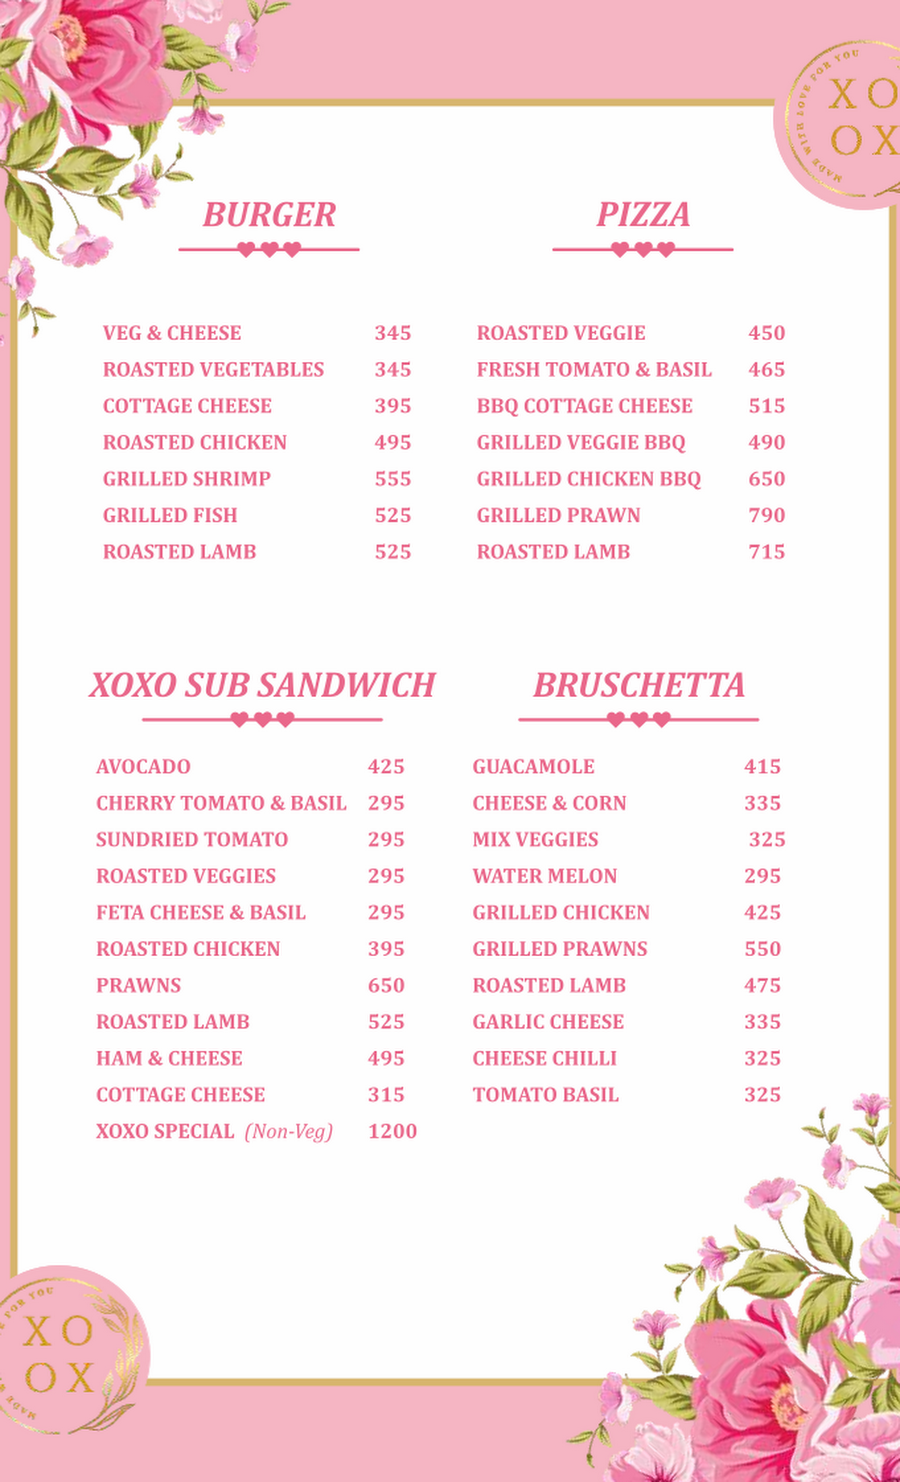 MADE WITH LOVE FOR YOU
XO
OX
BURGER
VEG & CHEESE 345
ROASTED VEGETABLES 345
COTTAGE CHEESE 395
ROASTED CHICKEN 495
GRILLED SHRIMP 555
GRILLED FISH 525
ROASTED LAMB 525
PIZZA
ROASTED VEGGIE 450
FRESH TOMATO & BASIL 465
BBQ COTTAGE CHEESE 515
GRILLED VEGGIE BBQ 490
GRILLED CHICKEN BBQ 650
GRILLED PRAWN 790
ROASTED LAMB 715
XOXO SUB SANDWICH
AVOCADO 425
CHERRY TOMATO & BASIL 295
SUNDRIED TOMATO 295
ROASTED VEGGIES 295
FETA CHEESE & BASIL 295
ROASTED CHICKEN 395
PRAWNS 650
ROASTED LAMB 525
HAM & CHEESE 495
COTTAGE CHEESE 315
XOXO SPECIAL (Non-Veg) 1200
BRUSCHETTA
GUACAMOLE 415
CHEESE & CORN 335
MIX VEGGIES 325
WATER MELON 295
GRILLED CHICKEN 425
GRILLED PRAWNS 550
ROASTED LAMB 475
GARLIC CHEESE 335
CHEESE CHILLI 325
TOMATO BASIL 325
FOR YOU
XO
OX